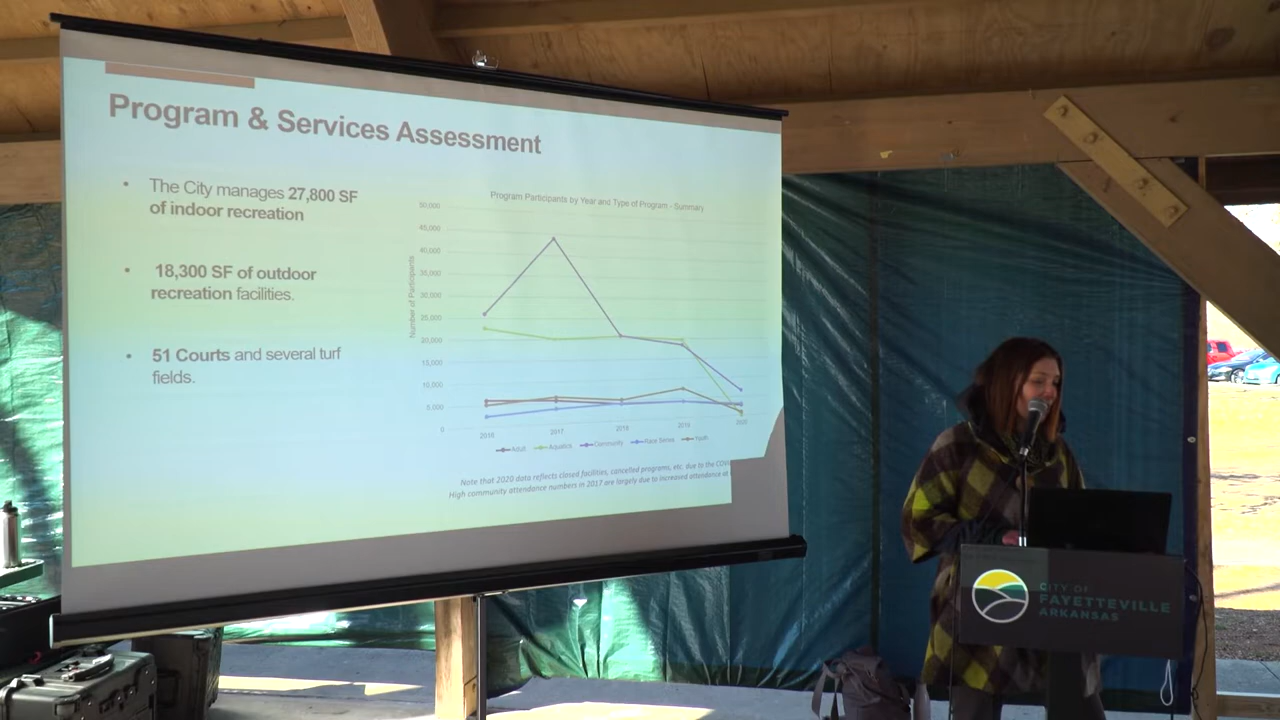 Program & Services Assessment
• The City manages 27,800 SF
of indoor recreation
• 18,300 SF of outdoor
recreation facilities.
• 51 Courts and several turf
fields.
Program Participants by Year and Type of Program - Summary
Number of Participants
50,000
45,000
40,000
35,000
30,000
25,000
20,000
15,000
10,000
5,000
0
2016 2017 2018 2019 2020
Adult Aquatics Community Race Series Youth
Note that 2020 data reflects closed facilities, cancelled programs, etc. due to the
High community attendance numbers in 2017 are largely due to increased attendance at
CITY OF
FAYETTEVILLE
ARKANSAS